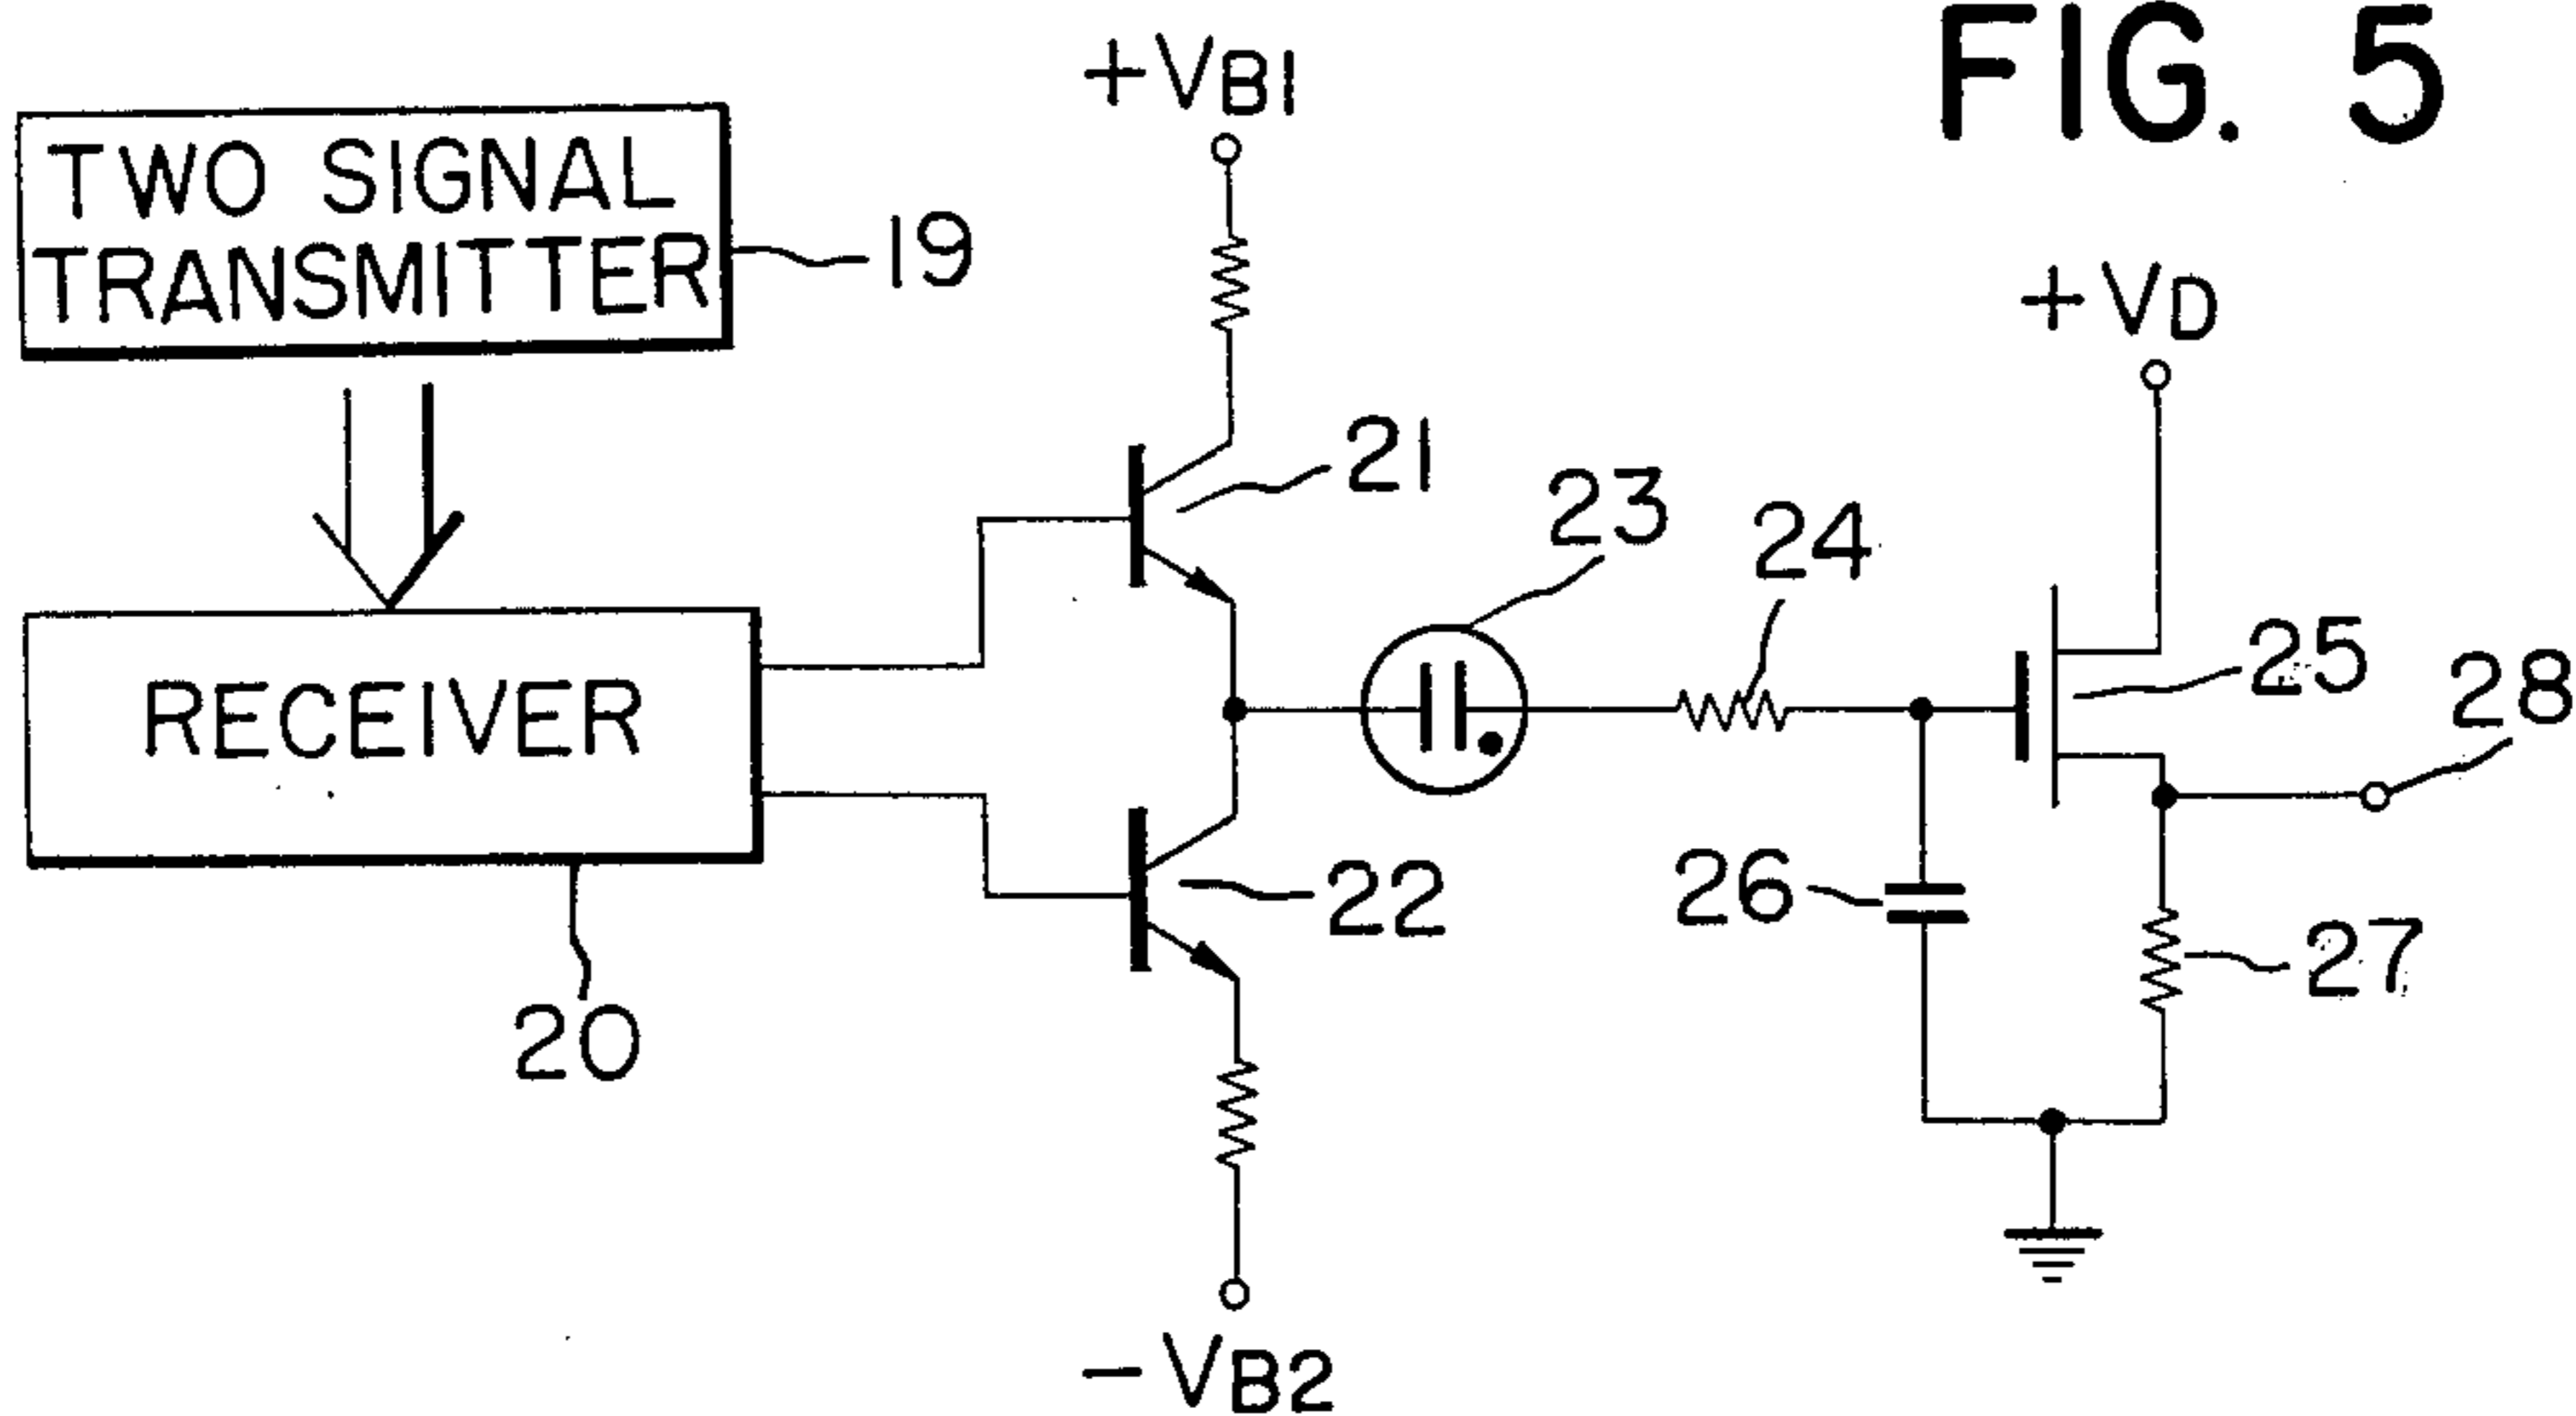 FIG. 5
+VB1
TWO SIGNAL
TRANSMITTER
19
+VD
21
23
24
25
28
RECEIVER
22
26
27
20
-VB2